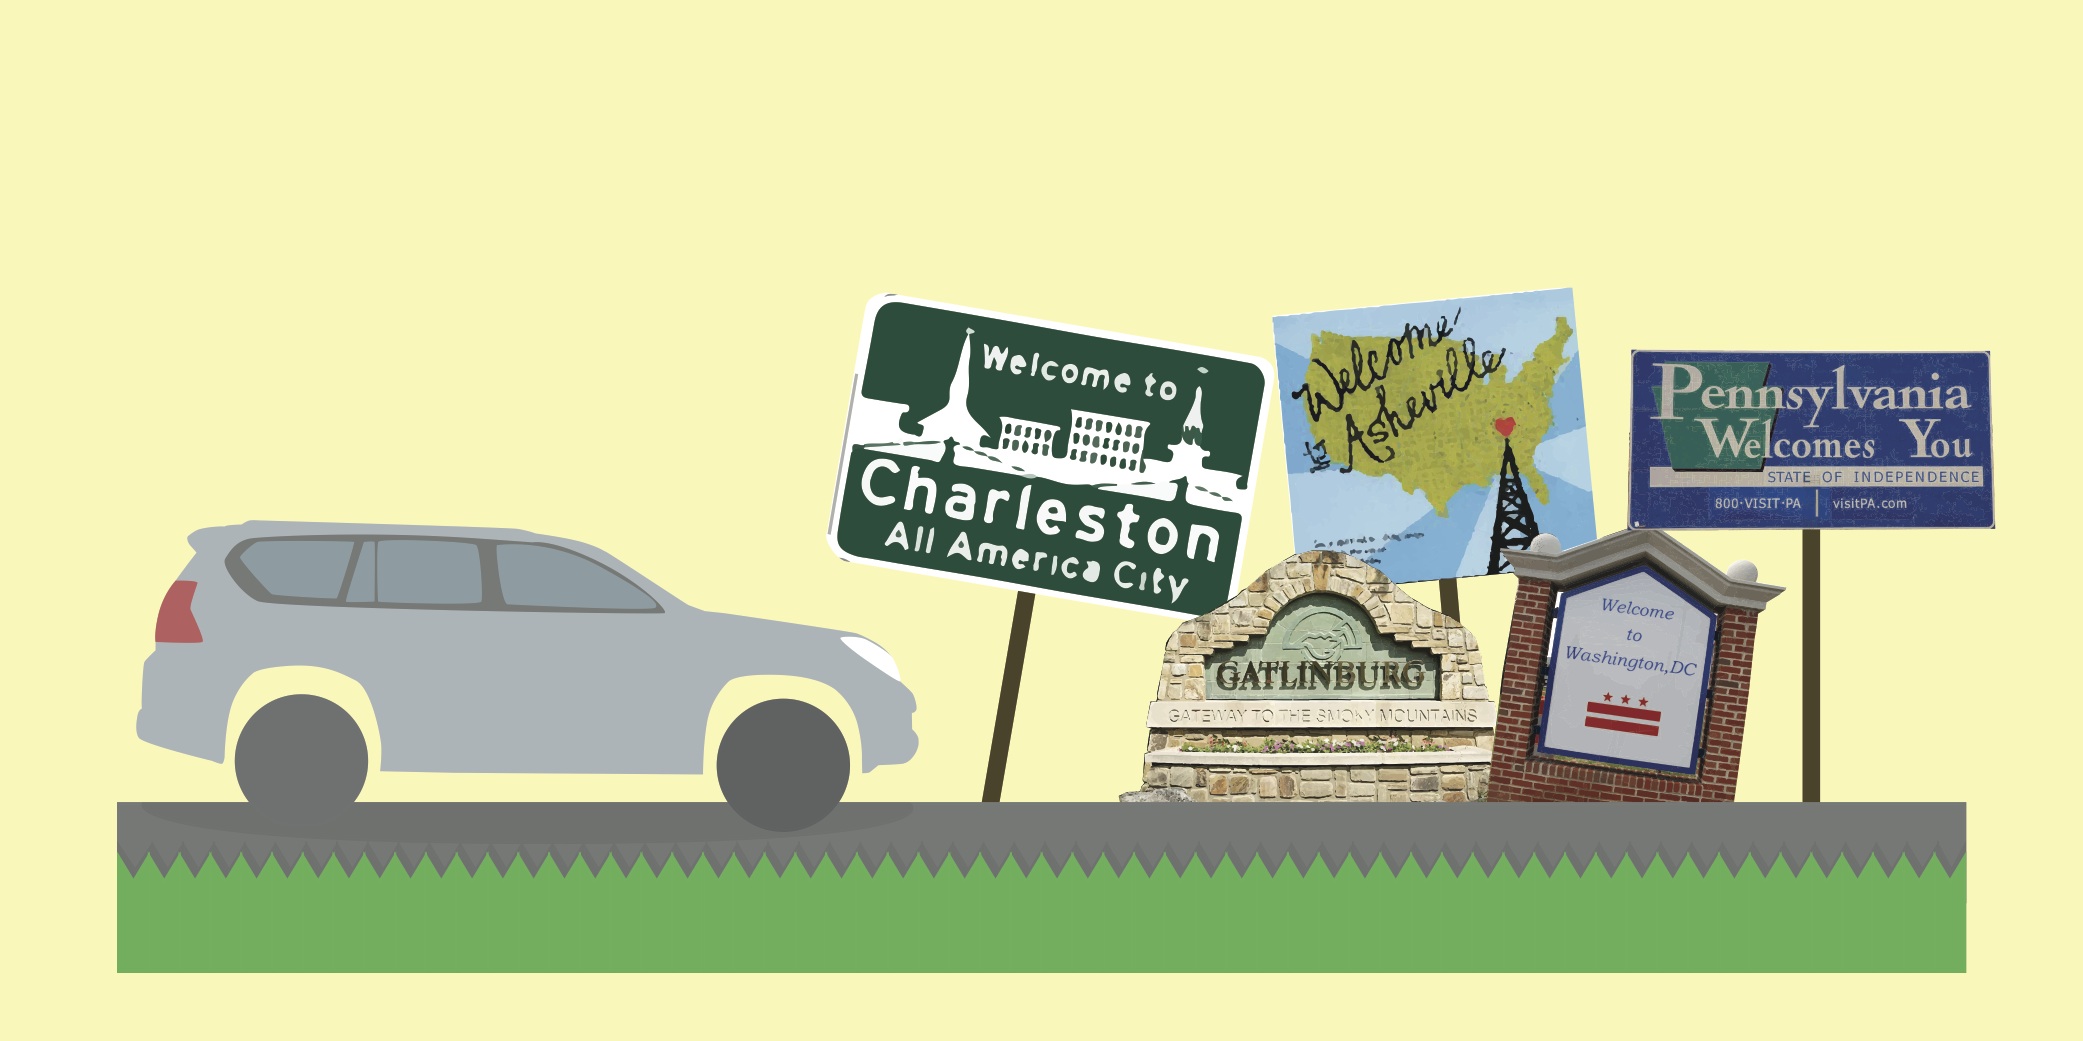 Welcome to
Charleston
All America City
Welcome
to
Asheville
GATLINBURG
GATEWAY TO THE SMOKY MOUNTAINS
Welcome
to
Washington,DC
Pennsylvania
Welcomes You
STATE OF INDEPENDENCE
800·VISIT·PA | visitPA.com